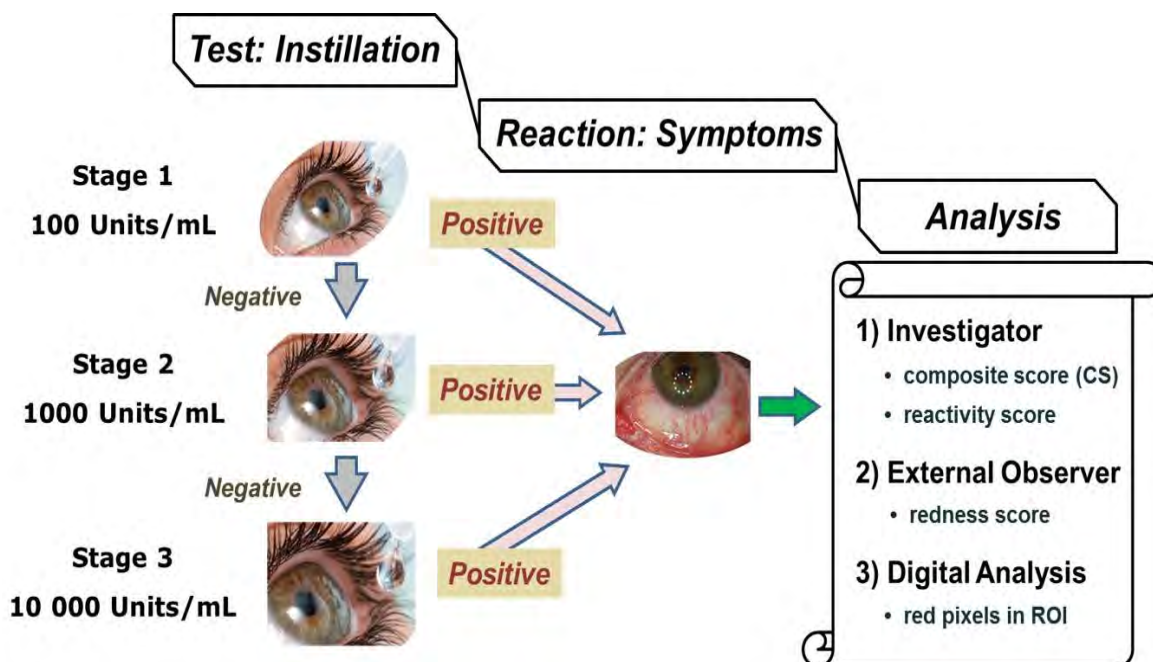 Test: Instillation
Reaction: Symptoms
Analysis
Stage 1
100 Units/mL
Positive
Negative
Stage 2
1000 Units/mL
Positive
Negative
Stage 3
10 000 Units/mL
Positive
1) Investigator
• composite score (CS)
• reactivity score
2) External Observer
• redness score
3) Digital Analysis
• red pixels in ROI